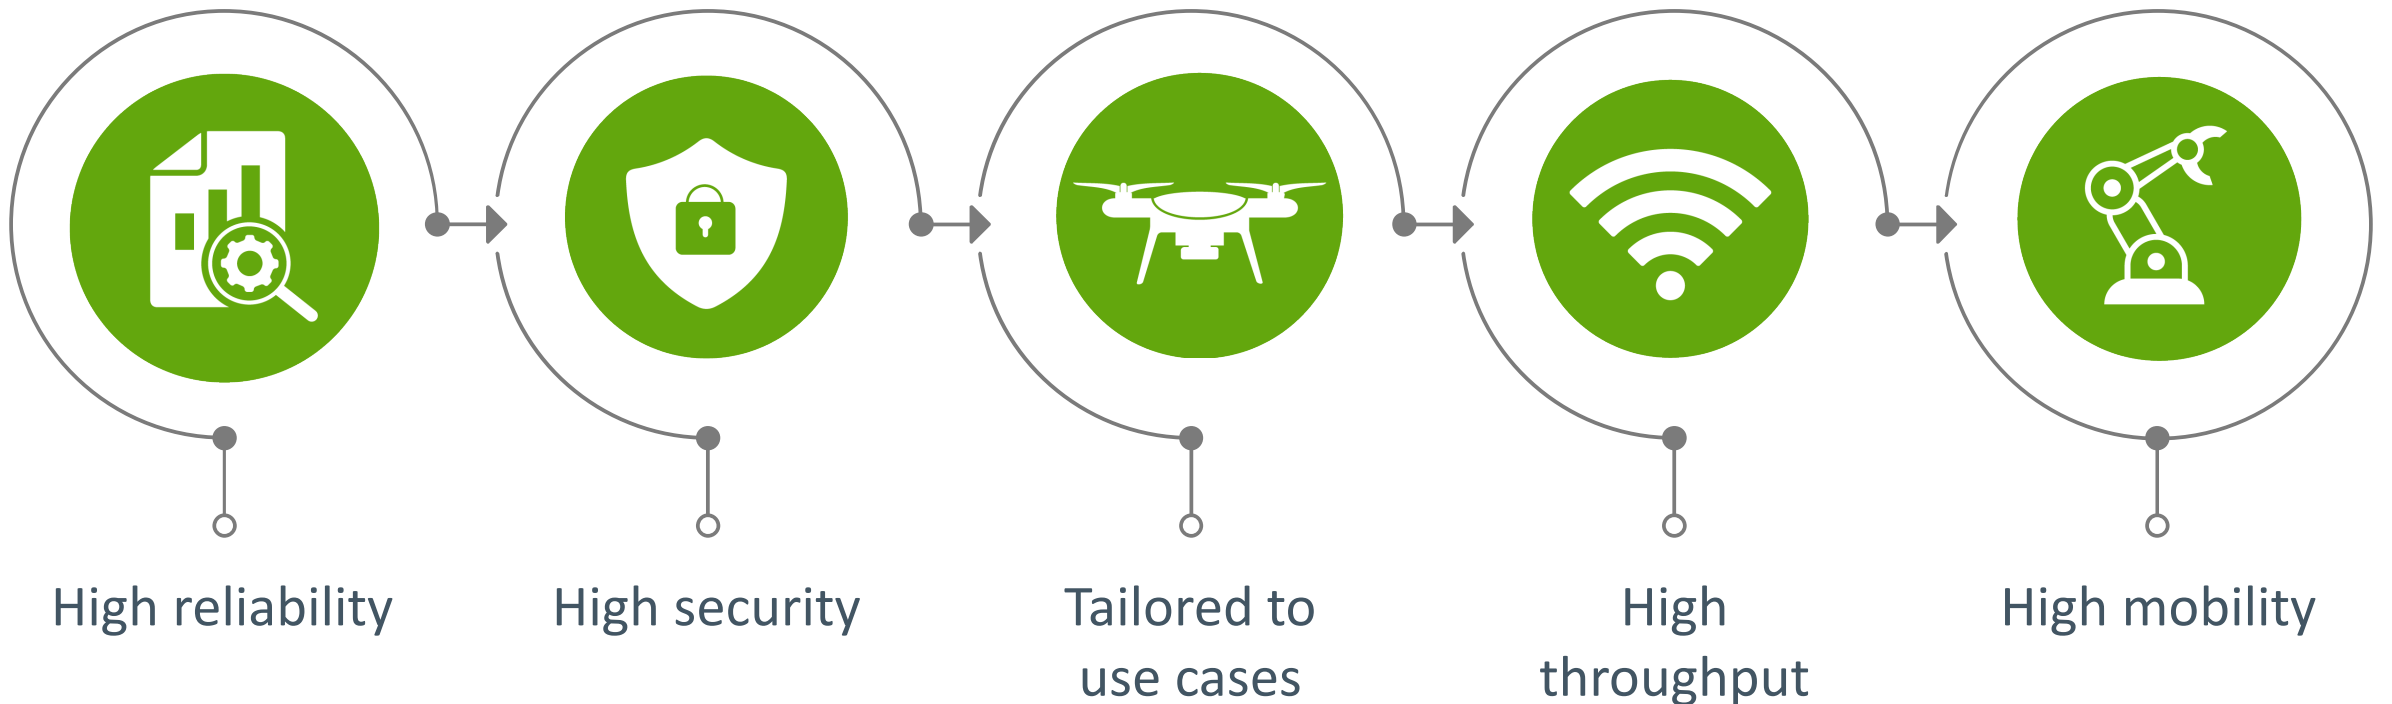 High reliability
High security
Tailored to
use cases
High
throughput
High mobility